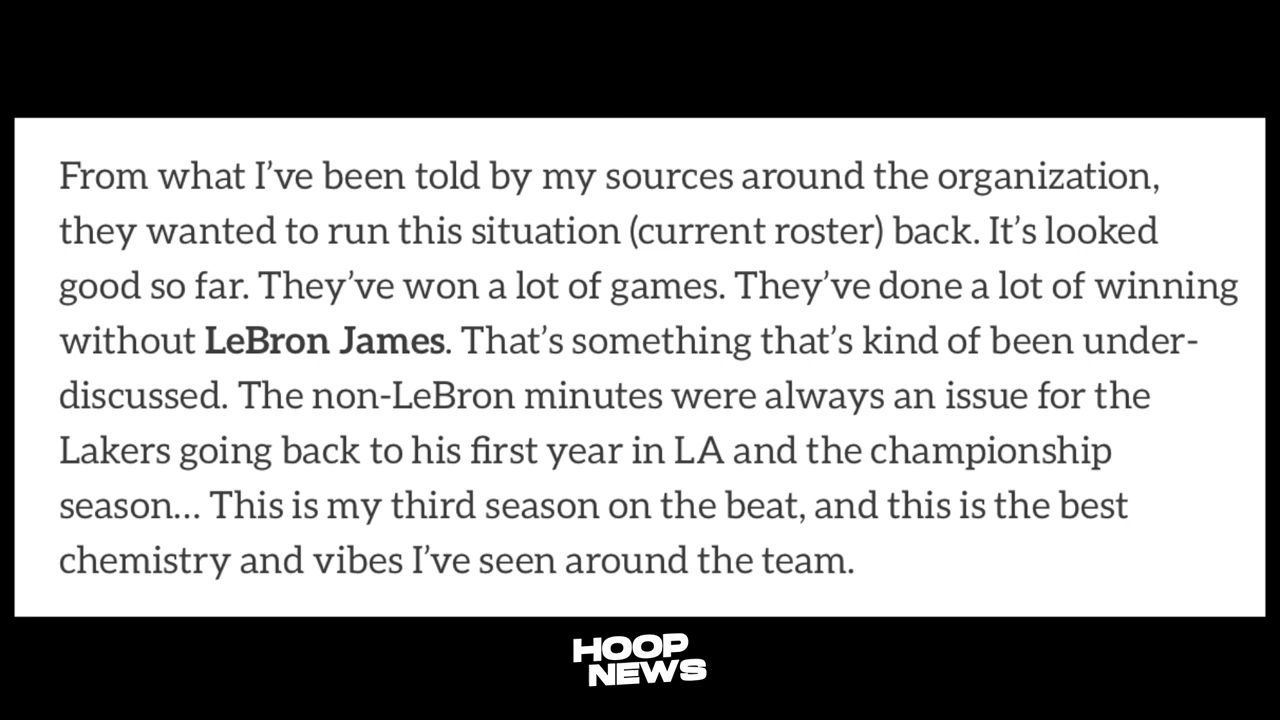 From what I've been told by my sources around the organization,
they wanted to run this situation (current roster) back. It's looked
good so far. They've won a lot of games. They've done a lot of winning
without LeBron James. That's something that's kind of been under-
discussed. The non-LeBron minutes were always an issue for the
Lakers going back to his first year in LA and the championship
season... This is my third season on the beat, and this is the best
chemistry and vibes I've seen around the team.
HOOP
NEWS